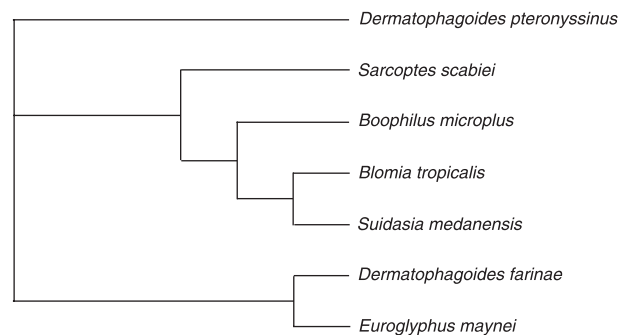 Dermatophagoides pteronyssinus
Sarcoptes scabiei
Boophilus microplus
Blomia tropicalis
Suidasia medanensis
Dermatophagoides farinae
Euroglyphus maynei